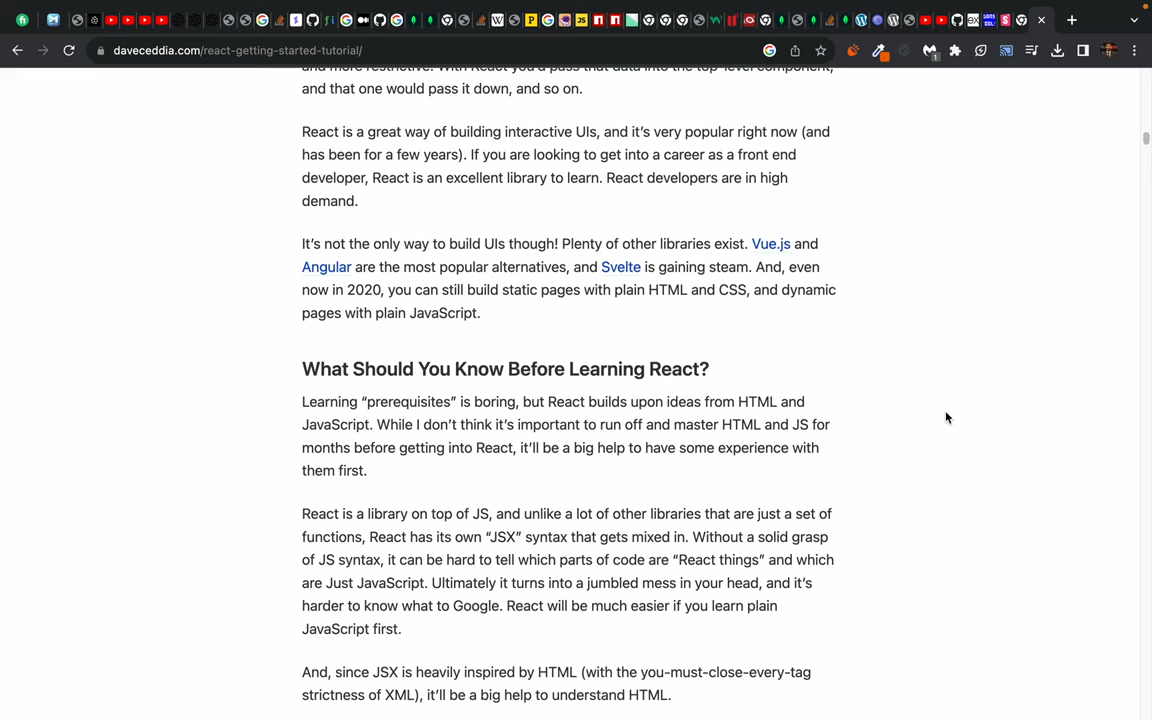 daveceddia.com/react-getting-started-tutorial/
and more restrictive. With React you'd pass that data into the top-level component,
and that one would pass it down, and so on.
React is a great way of building interactive UIs, and it's very popular right now (and
has been for a few years). If you are looking to get into a career as a front end
developer, React is an excellent library to learn. React developers are in high
demand.
It's not the only way to build UIs though! Plenty of other libraries exist. Vue.js and
Angular are the most popular alternatives, and Svelte is gaining steam. And, even
now in 2020, you can still build static pages with plain HTML and CSS, and dynamic
pages with plain JavaScript.
What Should You Know Before Learning React?
Learning “prerequisites” is boring, but React builds upon ideas from HTML and
JavaScript. While I don't think it's important to run off and master HTML and JS for
months before getting into React, it'll be a big help to have some experience with
them first.
React is a library on top of JS, and unlike a lot of other libraries that are just a set of
functions, React has its own “JSX” syntax that gets mixed in. Without a solid grasp
of JS syntax, it can be hard to tell which parts of code are “React things” and which
are Just JavaScript. Ultimately it turns into a jumbled mess in your head, and it's
harder to know what to Google. React will be much easier if you learn plain
JavaScript first.
And, since JSX is heavily inspired by HTML (with the you-must-close-every-tag
strictness of XML), it'll be a big help to understand HTML.